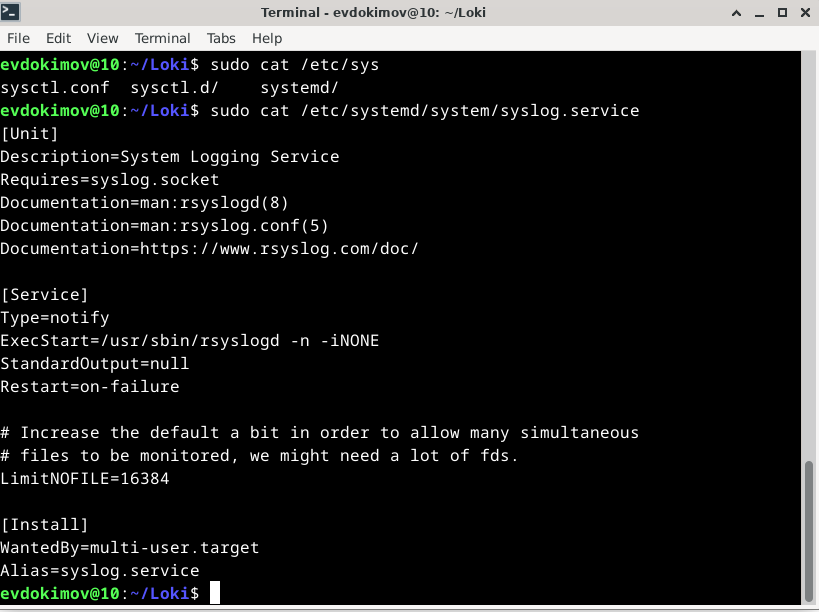 Terminal - evdokimov@10: ~/Loki
File Edit View Terminal Tabs Help
evdokimov@10:~/Loki$ sudo cat /etc/sys
sysctl.conf  sysctl.d/    systemd/
evdokimov@10:~/Loki$ sudo cat /etc/systemd/system/syslog.service
[Unit]
Description=System Logging Service
Requires=syslog.socket
Documentation=man:rsyslogd(8)
Documentation=man:rsyslog.conf(5)
Documentation=https://www.rsyslog.com/doc/

[Service]
Type=notify
ExecStart=/usr/sbin/rsyslogd -n -iNONE
StandardOutput=null
Restart=on-failure

# Increase the default a bit in order to allow many simultaneous
# files to be monitored, we might need a lot of fds.
LimitNOFILE=16384

[Install]
WantedBy=multi-user.target
Alias=syslog.service
evdokimov@10:~/Loki$